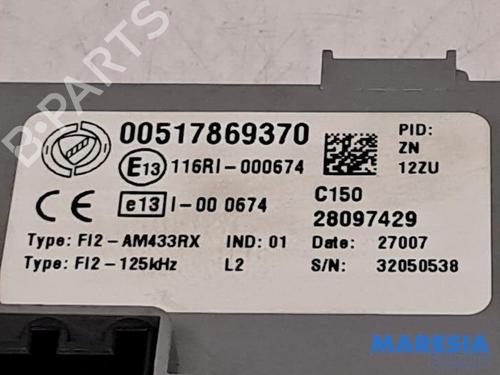 00517869370
PID:
ZN
12ZU
E13 116RI-000674
CE e13 I-00 0674
C150
28097429
Type: FI2-AM433RX IND: 01 Date: 27007
Type: FI2-125kHz L2 S/N: 32050538
B-PARTS
MARESIA